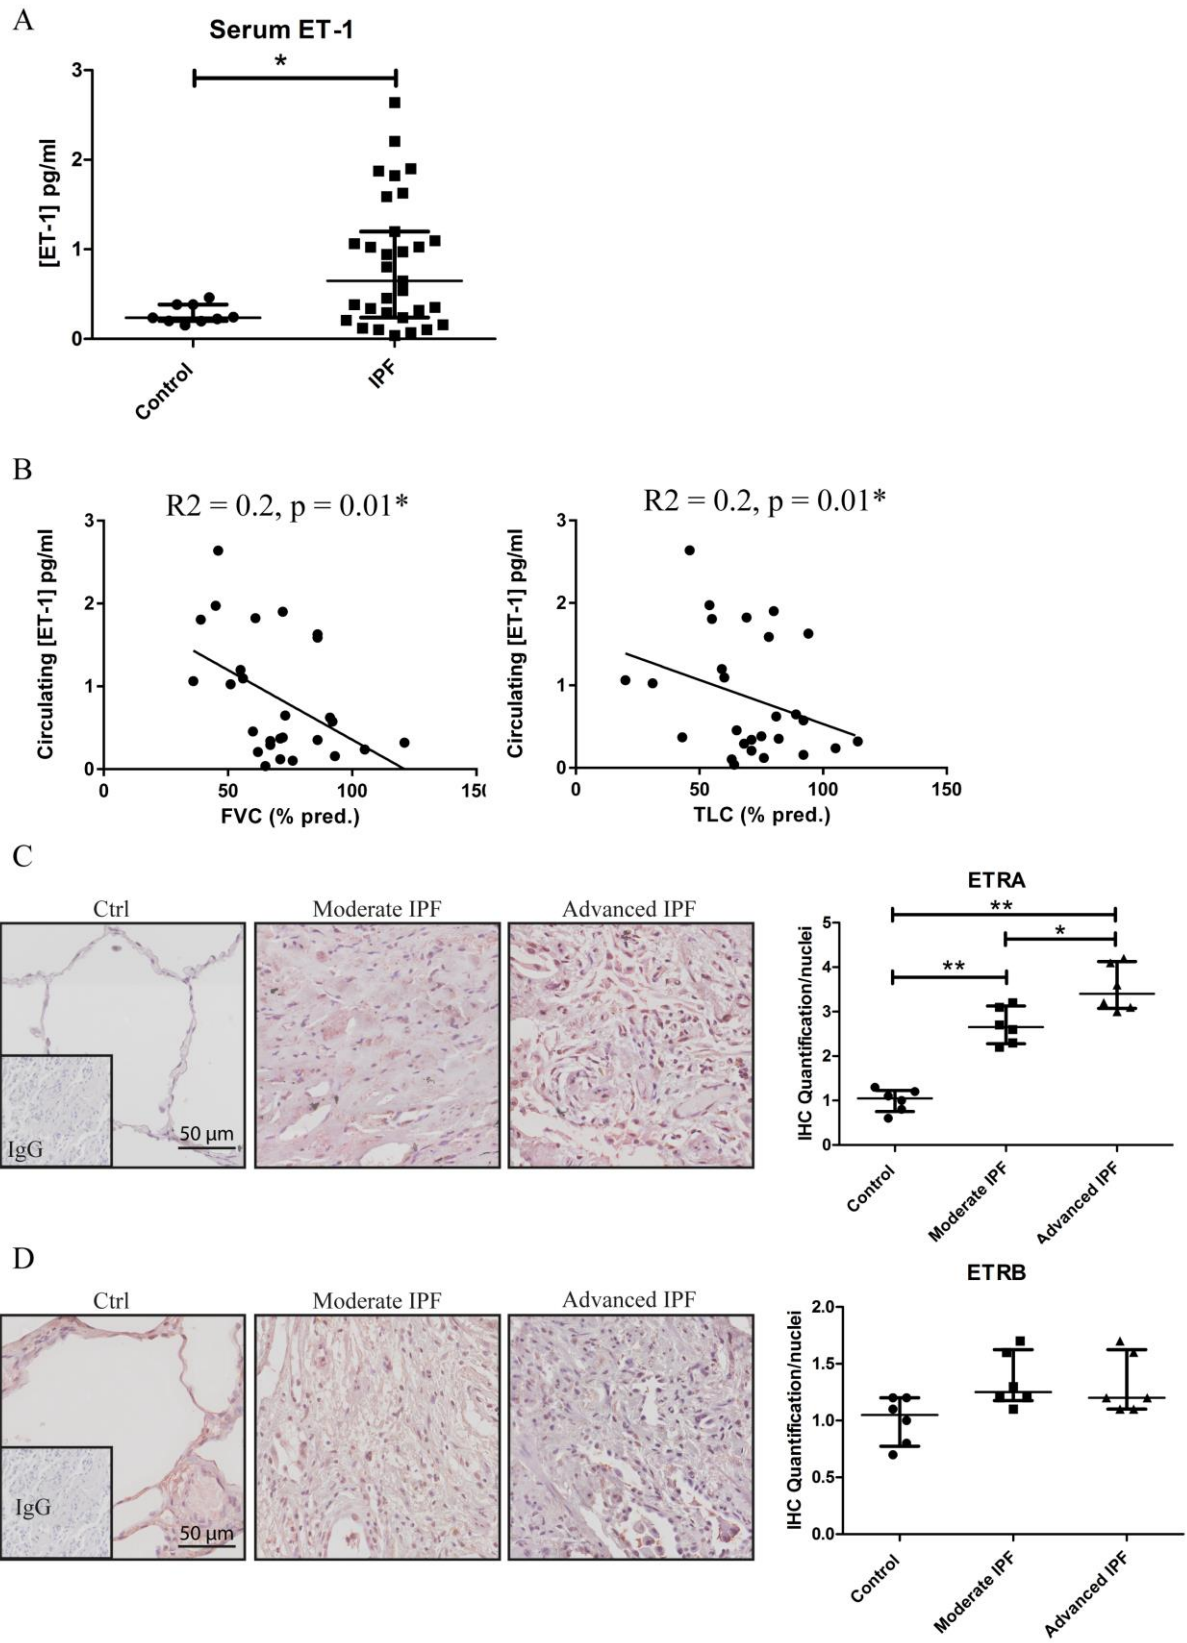 A
Serum ET-1
*
3
2
1
0
[ET-1] pg/ml
Control
IPF
B
R2 = 0.2, p = 0.01*
3
2
1
0
Circulating [ET-1] pg/ml
0
50
100
15
FVC (% pred.)
R2 = 0.2, p = 0.01*
3
2
1
0
Circulating [ET-1] pg/ml
0
50
100
150
TLC (% pred.)
C
Ctrl
Moderate IPF
Advanced IPF
IgG
50 µm
ETRA
**
*
**
5
4
3
2
1
0
IHC Quantification/nuclei
Control
Moderate IPF
Advanced IPF
D
Ctrl
Moderate IPF
Advanced IPF
IgG
50 µm
ETRB
2.0
1.5
1.0
0.5
0.0
IHC Quantification/nuclei
Control
Moderate IPF
Advanced IPF